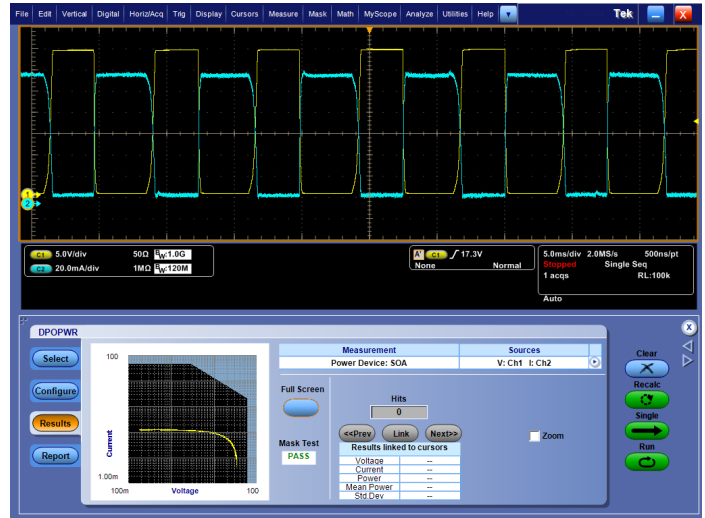 File Edit Vertical Digital Horiz/Acq Trig Display Cursors Measure Mask Math MyScope Analyze Utilities Help Tek X
1
2
C1 5.0V/div 50Ω BW:1.0G
C2 20.0mA/div 1MΩ BW:120M
A' C1 17.3V
None Normal
5.0ms/div 2.0MS/s 500ns/pt
Stopped Single Seq
1 acqs RL:100k
Auto
DPOPWR
X
Select
Configure
Results
Report
100
Current
1.00m
100m Voltage 100
Measurement Sources
Power Device: SOA V: Ch1 I: Ch2
Full Screen
Mask Test
PASS
Hits
0
<<Prev Link Next>>
Results linked to cursors
Voltage --
Current --
Power --
Mean Power --
Std.Dev --
Zoom
Clear
Recalc
Single
Run